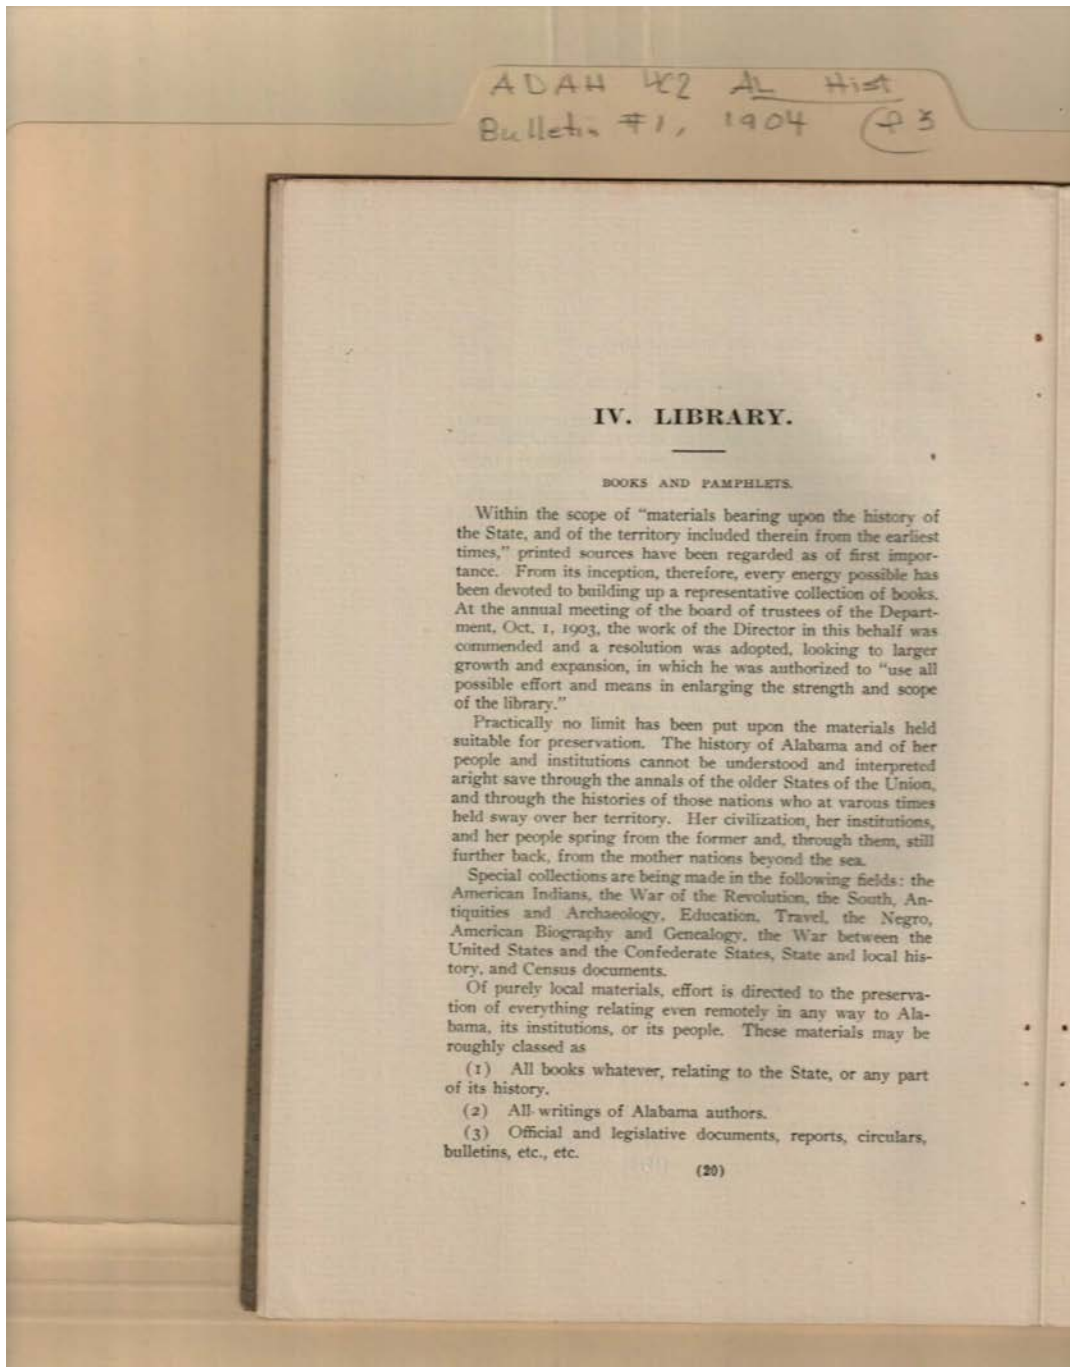 ADAH 4C2 AL Hist
Bulletin #1, 1904 p3
IV. LIBRARY.
BOOKS AND PAMPHLETS.
Within the scope of “materials bearing upon the history of
the State, and of the territory included therein from the earliest
times,” printed sources have been regarded as of first impor-
tance. From its inception, therefore, every energy possible has
been devoted to building up a representative collection of books.
At the annual meeting of the board of trustees of the Depart-
ment, Oct. 1, 1903, the work of the Director in this behalf was
commended and a resolution was adopted, looking to larger
growth and expansion, in which he was authorized to “use all
possible effort and means in enlarging the strength and scope
of the library.”
Practically no limit has been put upon the materials held
suitable for preservation. The history of Alabama and of her
people and institutions cannot be understood and interpreted
aright save through the annals of the older States of the Union,
and through the histories of those nations who at varous times
held sway over her territory. Her civilization, her institutions,
and her people spring from the former and, through them, still
further back, from the mother nations beyond the sea.
Special collections are being made in the following fields: the
American Indians, the War of the Revolution, the South, An-
tiquities and Archaeology, Education, Travel, the Negro,
American Biography and Genealogy, the War between the
United States and the Confederate States, State and local his-
tory, and Census documents.
Of purely local materials, effort is directed to the preserva-
tion of everything relating even remotely in any way to Ala-
bama, its institutions, or its people. These materials may be
roughly classed as
(1) All books whatever, relating to the State, or any part
of its history.
(2) All writings of Alabama authors.
(3) Official and legislative documents, reports, circulars,
bulletins, etc., etc.
(20)